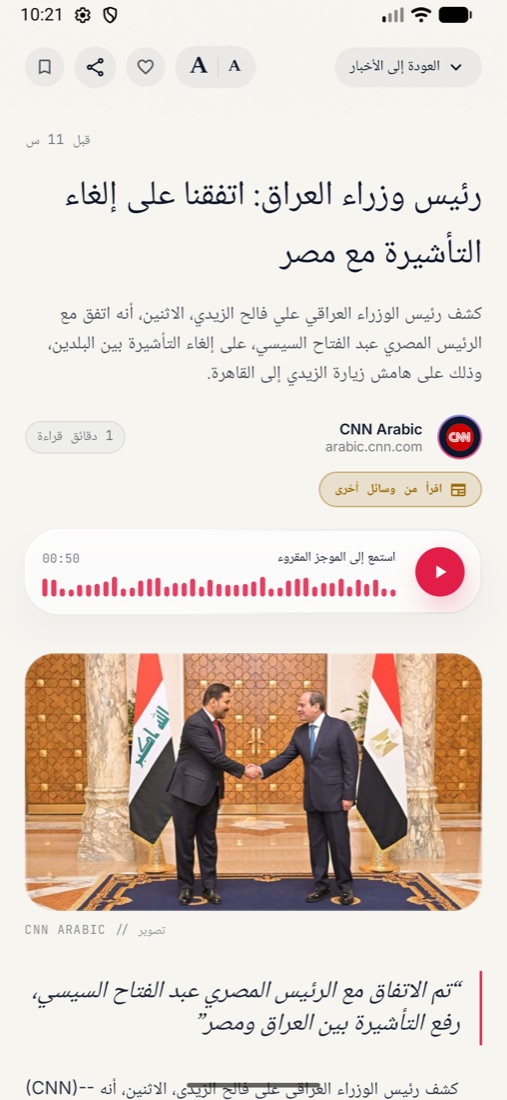 10:21
العودة إلى الأخبار
A A
قبل 11 س
رئيس وزراء العراق: اتفقنا على إلغاء
التأشيرة مع مصر
كشف رئيس الوزراء العراقي علي فالح الزيدي، الاثنين، أنه اتفق مع
الرئيس المصري عبد الفتاح السيسي، على إلغاء التأشيرة بين البلدين،
وذلك على هامش زيارة الزيدي إلى القاهرة.
CNN
CNN Arabic
arabic.cnn.com
1 دقائق قراءة
اقرأ من وسائل أخرى
استمع إلى الموجز المقروء
00:50
الله اكبر
تصوير // CNN ARABIC
“تم الاتفاق مع الرئيس المصري عبد الفتاح السيسي،
رفع التأشيرة بين العراق ومصر”
كشف رئيس الوزراء العراقي علي فالح الزيدي، الاثنين، أنه --(CNN)